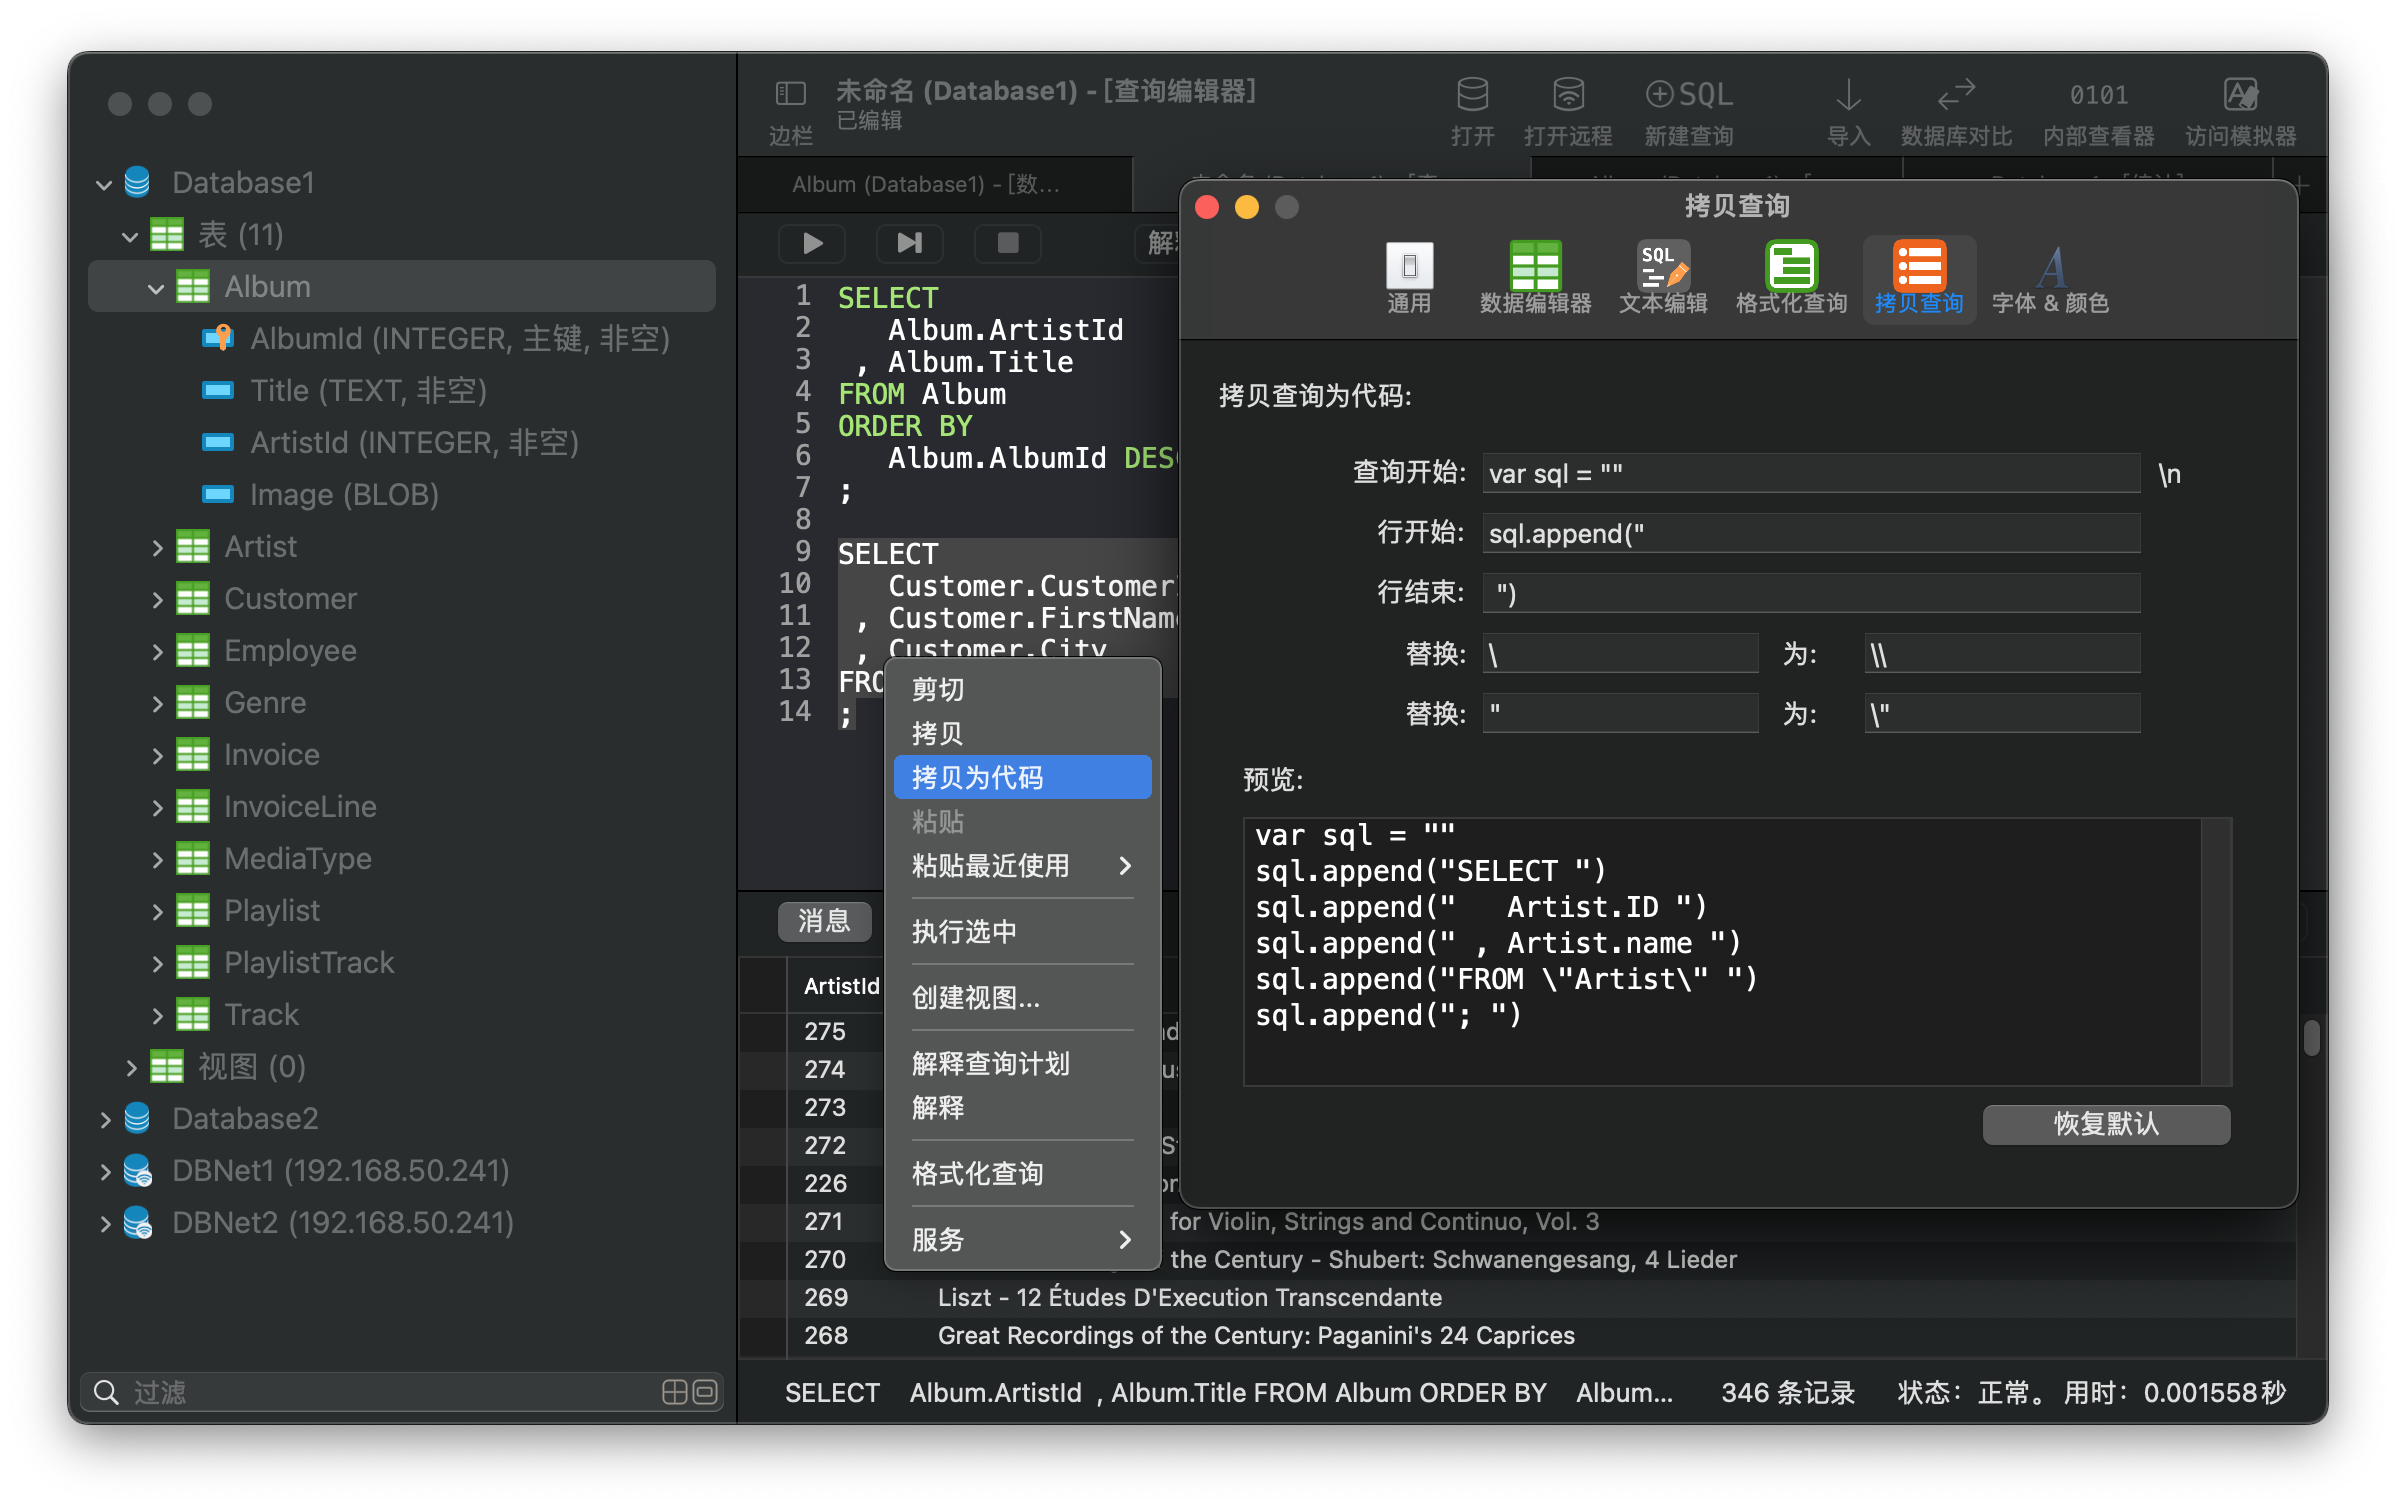 未命名 (Database1) - [查询编辑器]
已编辑
边栏
打开
打开远程
SQL
新建查询
导入
数据库对比
0101
内部查看器
访问模拟器
Database1
表 (11)
Album
AlbumId (INTEGER, 主键, 非空)
Title (TEXT, 非空)
ArtistId (INTEGER, 非空)
Image (BLOB)
Artist
Customer
Employee
Genre
Invoice
InvoiceLine
MediaType
Playlist
PlaylistTrack
Track
视图 (0)
Database2
DBNet1 (192.168.50.241)
DBNet2 (192.168.50.241)
过滤
Album (Database1) - [数...
1 SELECT
2 Album.ArtistId
3 , Album.Title
4 FROM Album
5 ORDER BY
6 Album.AlbumId DESC
7 ;
8
9 SELECT
10 Customer.Customer
11 , Customer.FirstName
12 , Customer.City
13 FRO
14 ;
剪切
拷贝
拷贝为代码
粘贴
粘贴最近使用
执行选中
创建视图...
解释查询计划
解释
格式化查询
服务
消息
ArtistId
275
274
273
272
226
271 for Violin, Strings and Continuo, Vol. 3
270 the Century - Shubert: Schwanengesang, 4 Lieder
269 Liszt - 12 Études D'Execution Transcendante
268 Great Recordings of the Century: Paganini's 24 Caprices
SELECT Album.ArtistId , Album.Title FROM Album ORDER BY Album... 346 条记录 状态：正常。 用时：0.001558秒
拷贝查询
通用
数据编辑器
SQL
文本编辑
格式化查询
拷贝查询
字体 & 颜色
拷贝查询为代码:
查询开始: var sql = "" \n
行开始: sql.append("
行结束: ")
替换: \ 为: \\
替换: " 为: \"
预览:
var sql = ""
sql.append("SELECT ")
sql.append("   Artist.ID ")
sql.append(" , Artist.name ")
sql.append("FROM \"Artist\" ")
sql.append("; ")
恢复默认